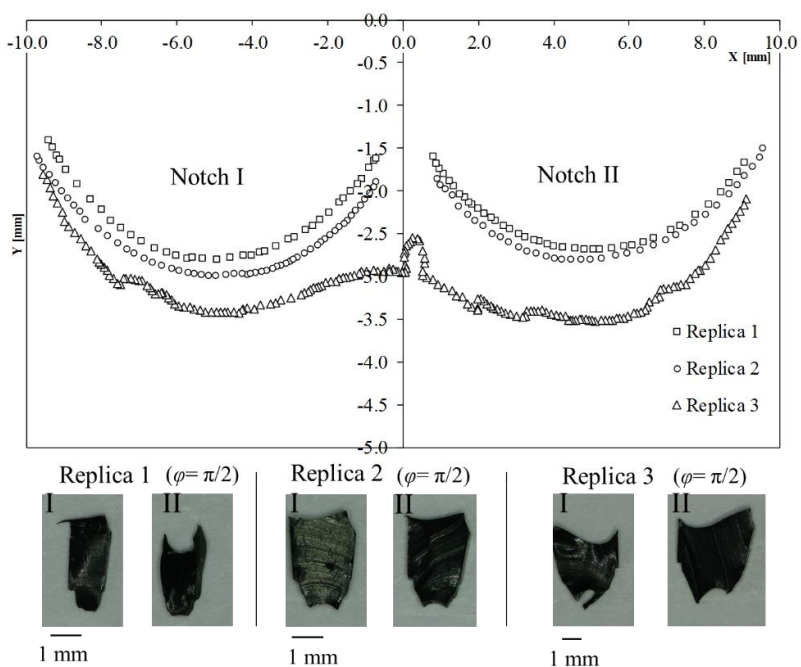 0.0
-10.0 -8.0 -6.0 -4.0 -2.0 0.0 2.0 4.0 6.0 8.0 10.0
X [mm]
-0.5
-1.0
-1.5
Notch I
Notch II
-2.0
Y [mm]
-2.5
-3.0
-3.5
Replica 1
-4.0
Replica 2
-4.5
Replica 3
-5.0
Replica 1 (φ= π/2)
Replica 2 (φ= π/2)
Replica 3 (φ= π/2)
I II I II I II
1 mm 1 mm 1 mm